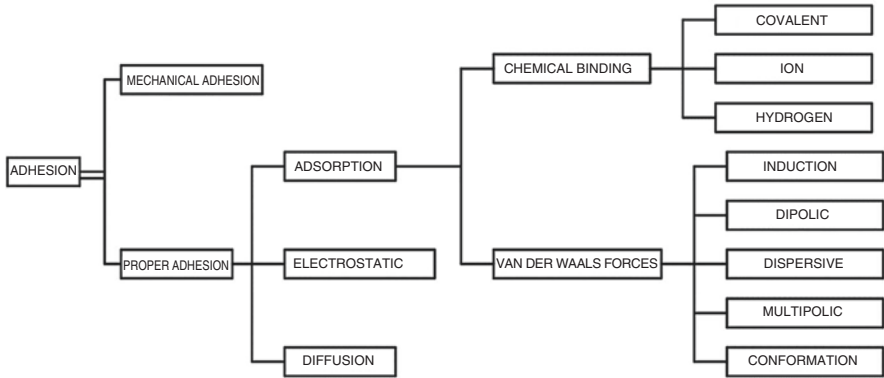 ADHESION
MECHANICAL ADHESION
PROPER ADHESION
ADSORPTION
ELECTROSTATIC
DIFFUSION
CHEMICAL BINDING
VAN DER WAALS FORCES
COVALENT
ION
HYDROGEN
INDUCTION
DIPOLIC
DISPERSIVE
MULTIPOLIC
CONFORMATION